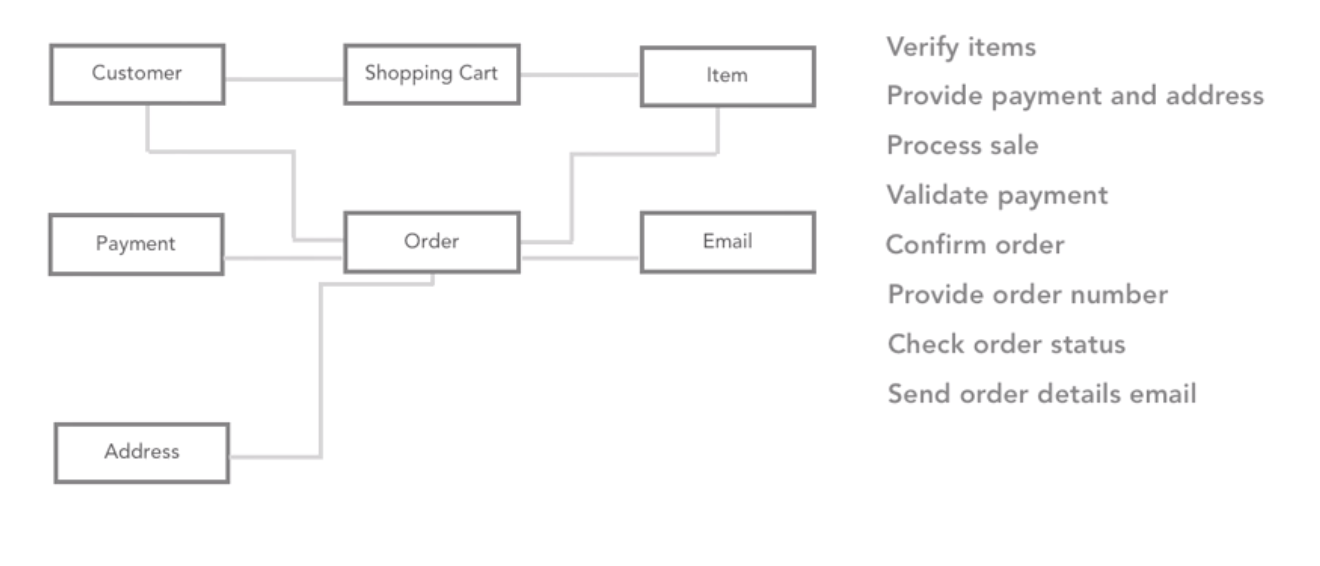 Customer
Shopping Cart
Item
Payment
Order
Email
Address
Verify items
Provide payment and address
Process sale
Validate payment
Confirm order
Provide order number
Check order status
Send order details email